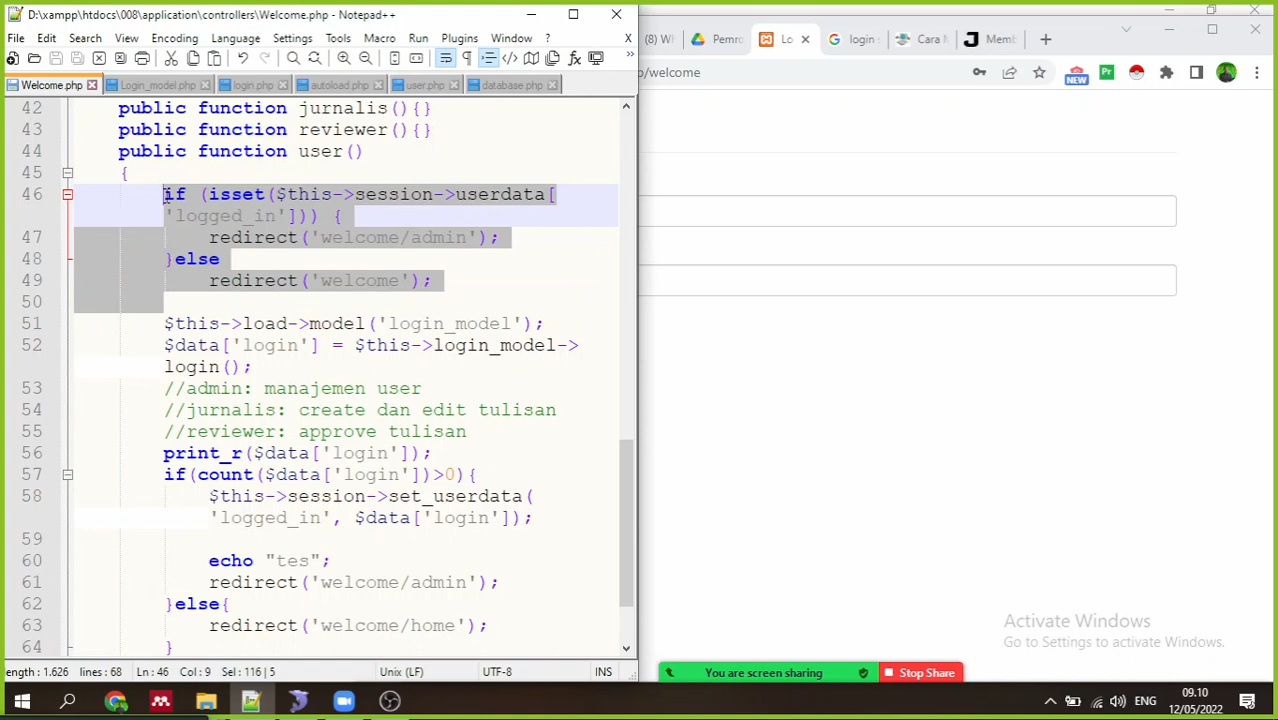 D:\xampp\htdocs\008\application\controllers\Welcome.php - Notepad++
File Edit Search View Encoding Language Settings Tools Macro Run Plugins Window ? X
Welcome.php Login_model.php login.php autoload.php user.php database.php
42 public function jurnalis(){}
43 public function reviewer(){}
44 public function user()
45 {
46 if (isset($this->session->userdata[
'logged_in'])) {
47 redirect('welcome/admin');
48 }else
49 redirect('welcome');
50
51 $this->load->model('login_model');
52 $data['login'] = $this->login_model->
login();
53 //admin: manajemen user
54 //jurnalis: create dan edit tulisan
55 //reviewer: approve tulisan
56 print_r($data['login']);
57 if(count($data['login'])>0){
58 $this->session->set_userdata(
'logged_in', $data['login']);
59
60 echo "tes";
61 redirect('welcome/admin');
62 }else{
63 redirect('welcome/home');
64 }
ength : 1.626 lines : 68 Ln : 46 Col : 9 Sel : 116 | 5 Unix (LF) UTF-8 INS
(8) W Pemro Lo login Cara M Memb
o/welcome
NEW
Pr
Activate Windows
Go to Settings to activate Windows.
You are screen sharing Stop Share
ENG
09.10
12/05/2022